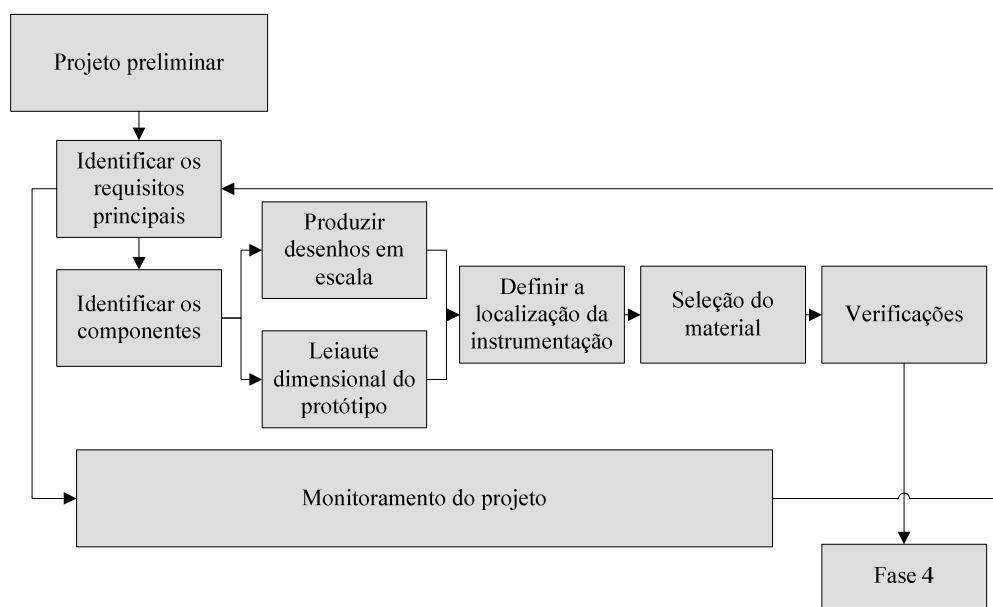 Projeto preliminar
Identificar os
requisitos
principais
Identificar os
componentes
Produzir
desenhos em
escala
Leiaute
dimensional do
protótipo
Definir a
localização da
instrumentação
Seleção do
material
Verificações
Monitoramento do projeto
Fase 4